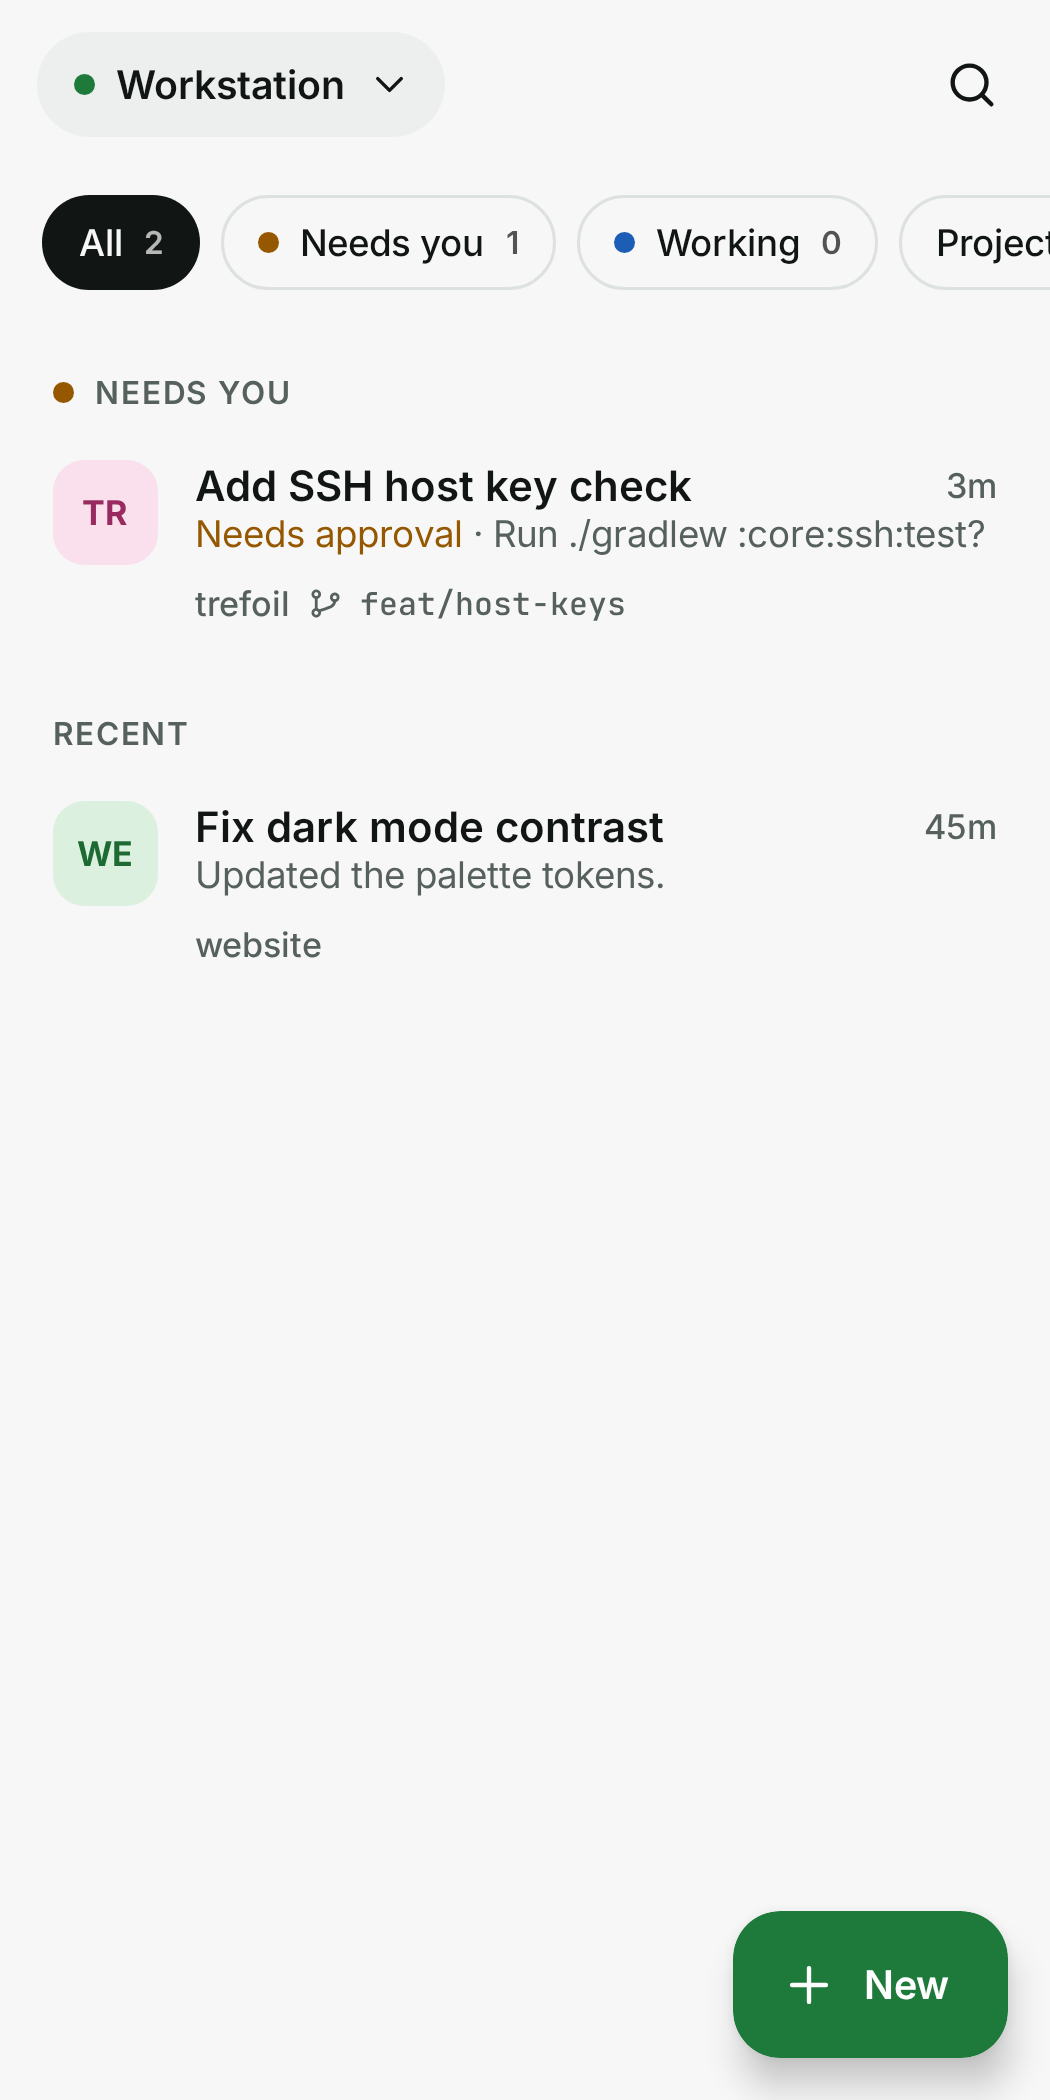 Workstation
All 2 Needs you 1 Working 0 Project
NEEDS YOU
TR Add SSH host key check 3m
Needs approval · Run ./gradlew :core:ssh:test?
trefoil feat/host-keys
RECENT
WE Fix dark mode contrast 45m
Updated the palette tokens.
website
New